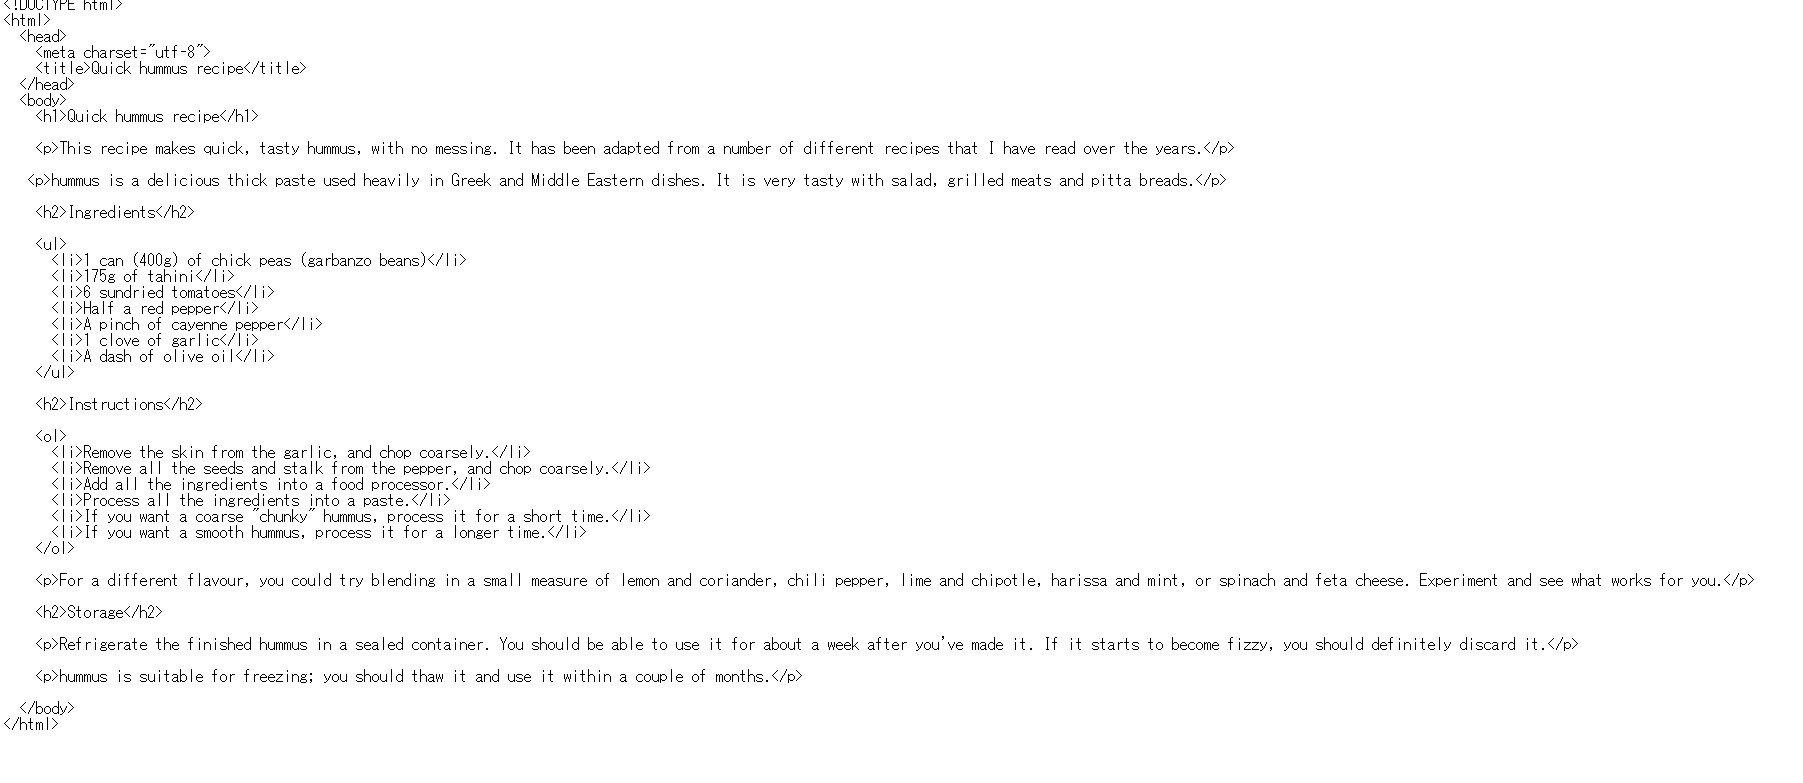 <!DOCTYPE html>
<html>
  <head>
    <meta charset="utf-8">
    <title>Quick hummus recipe</title>
  </head>
  <body>
    <h1>Quick hummus recipe</h1>

    <p>This recipe makes quick, tasty hummus, with no messing. It has been adapted from a number of different recipes that I have read over the years.</p>

   <p>hummus is a delicious thick paste used heavily in Greek and Middle Eastern dishes. It is very tasty with salad, grilled meats and pitta breads.</p>

    <h2>Ingredients</h2>

    <ul>
      <li>1 can (400g) of chick peas (garbanzo beans)</li>
      <li>175g of tahini</li>
      <li>6 sundried tomatoes</li>
      <li>Half a red pepper</li>
      <li>A pinch of cayenne pepper</li>
      <li>1 clove of garlic</li>
      <li>A dash of olive oil</li>
    </ul>

    <h2>Instructions</h2>

    <ol>
      <li>Remove the skin from the garlic, and chop coarsely.</li>
      <li>Remove all the seeds and stalk from the pepper, and chop coarsely.</li>
      <li>Add all the ingredients into a food processor.</li>
      <li>Process all the ingredients into a paste.</li>
      <li>If you want a coarse "chunky" hummus, process it for a short time.</li>
      <li>If you want a smooth hummus, process it for a longer time.</li>
    </ol>

    <p>For a different flavour, you could try blending in a small measure of lemon and coriander, chili pepper, lime and chipotle, harissa and mint, or spinach and feta cheese. Experiment and see what works for you.</p>

    <h2>Storage</h2>

    <p>Refrigerate the finished hummus in a sealed container. You should be able to use it for about a week after you've made it. If it starts to become fizzy, you should definitely discard it.</p>

    <p>hummus is suitable for freezing; you should thaw it and use it within a couple of months.</p>

  </body>
</html>